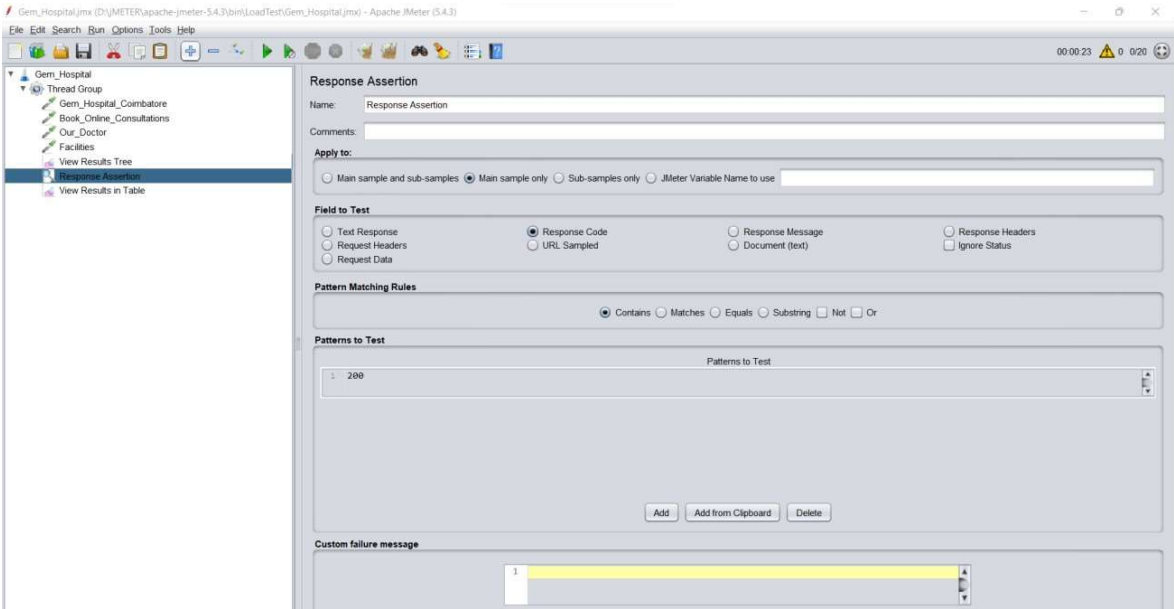 Gem_Hospital.jmx (D:\JMETER\apache-jmeter-5.4.3\bin\LoadTest\Gem_Hospital.jmx) - Apache JMeter (5.4.3)
File Edit Search Run Options Tools Help
00:00:23 0 0/20
Gem_Hospital
Thread Group
Gem_Hospital_Coimbatore
Book_Online_Consultations
Our_Doctor
Facilities
View Results Tree
Response Assertion
View Results in Table
Response Assertion
Name: Response Assertion
Comments:
Apply to:
Main sample and sub-samples Main sample only Sub-samples only JMeter Variable Name to use
Field to Test
Text Response Response Code Response Message Response Headers
Request Headers URL Sampled Document (text) Ignore Status
Request Data
Pattern Matching Rules
Contains Matches Equals Substring Not Or
Patterns to Test
Patterns to Test
1 200
Add Add from Clipboard Delete
Custom failure message
1